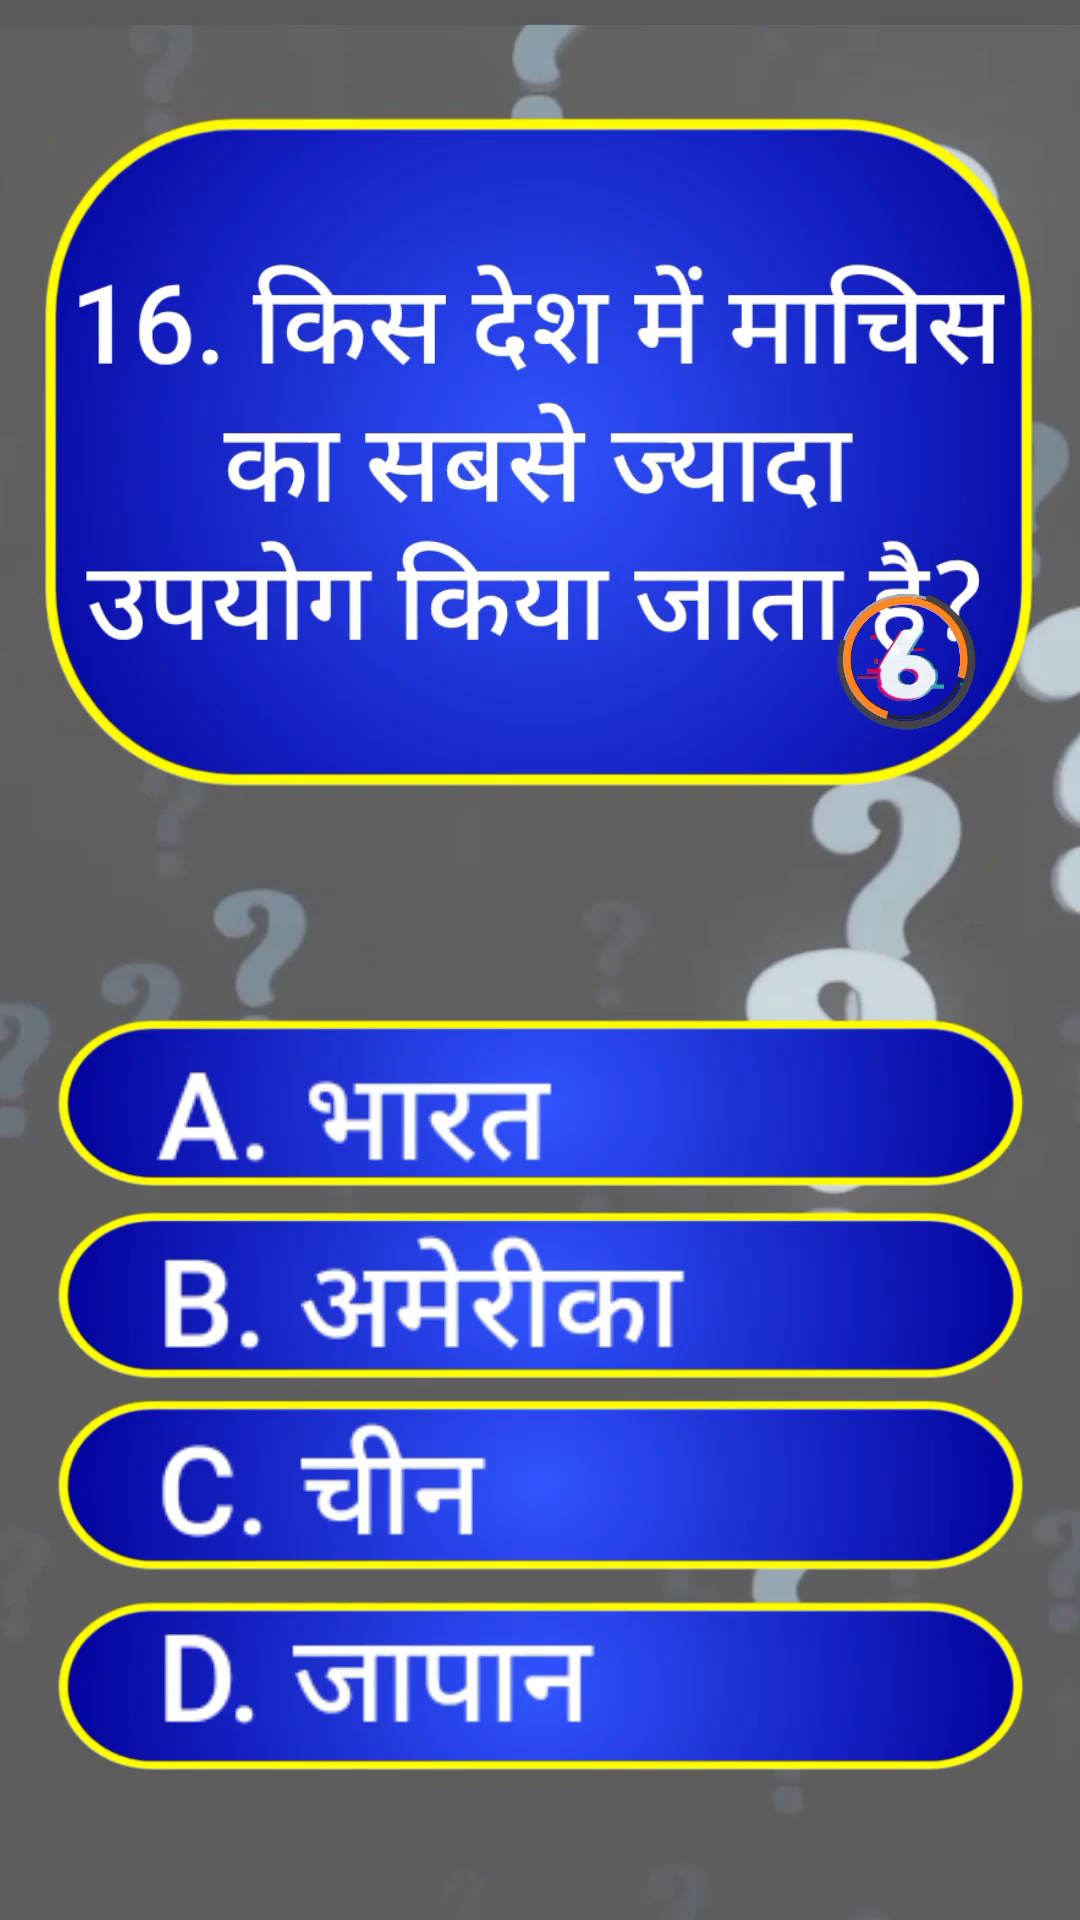 16. किस देश में माचिस
का सबसे ज्यादा
उपयोग किया जाता है?
6
A. भारत
B. अमेरीका
C. चीन
D. जापान